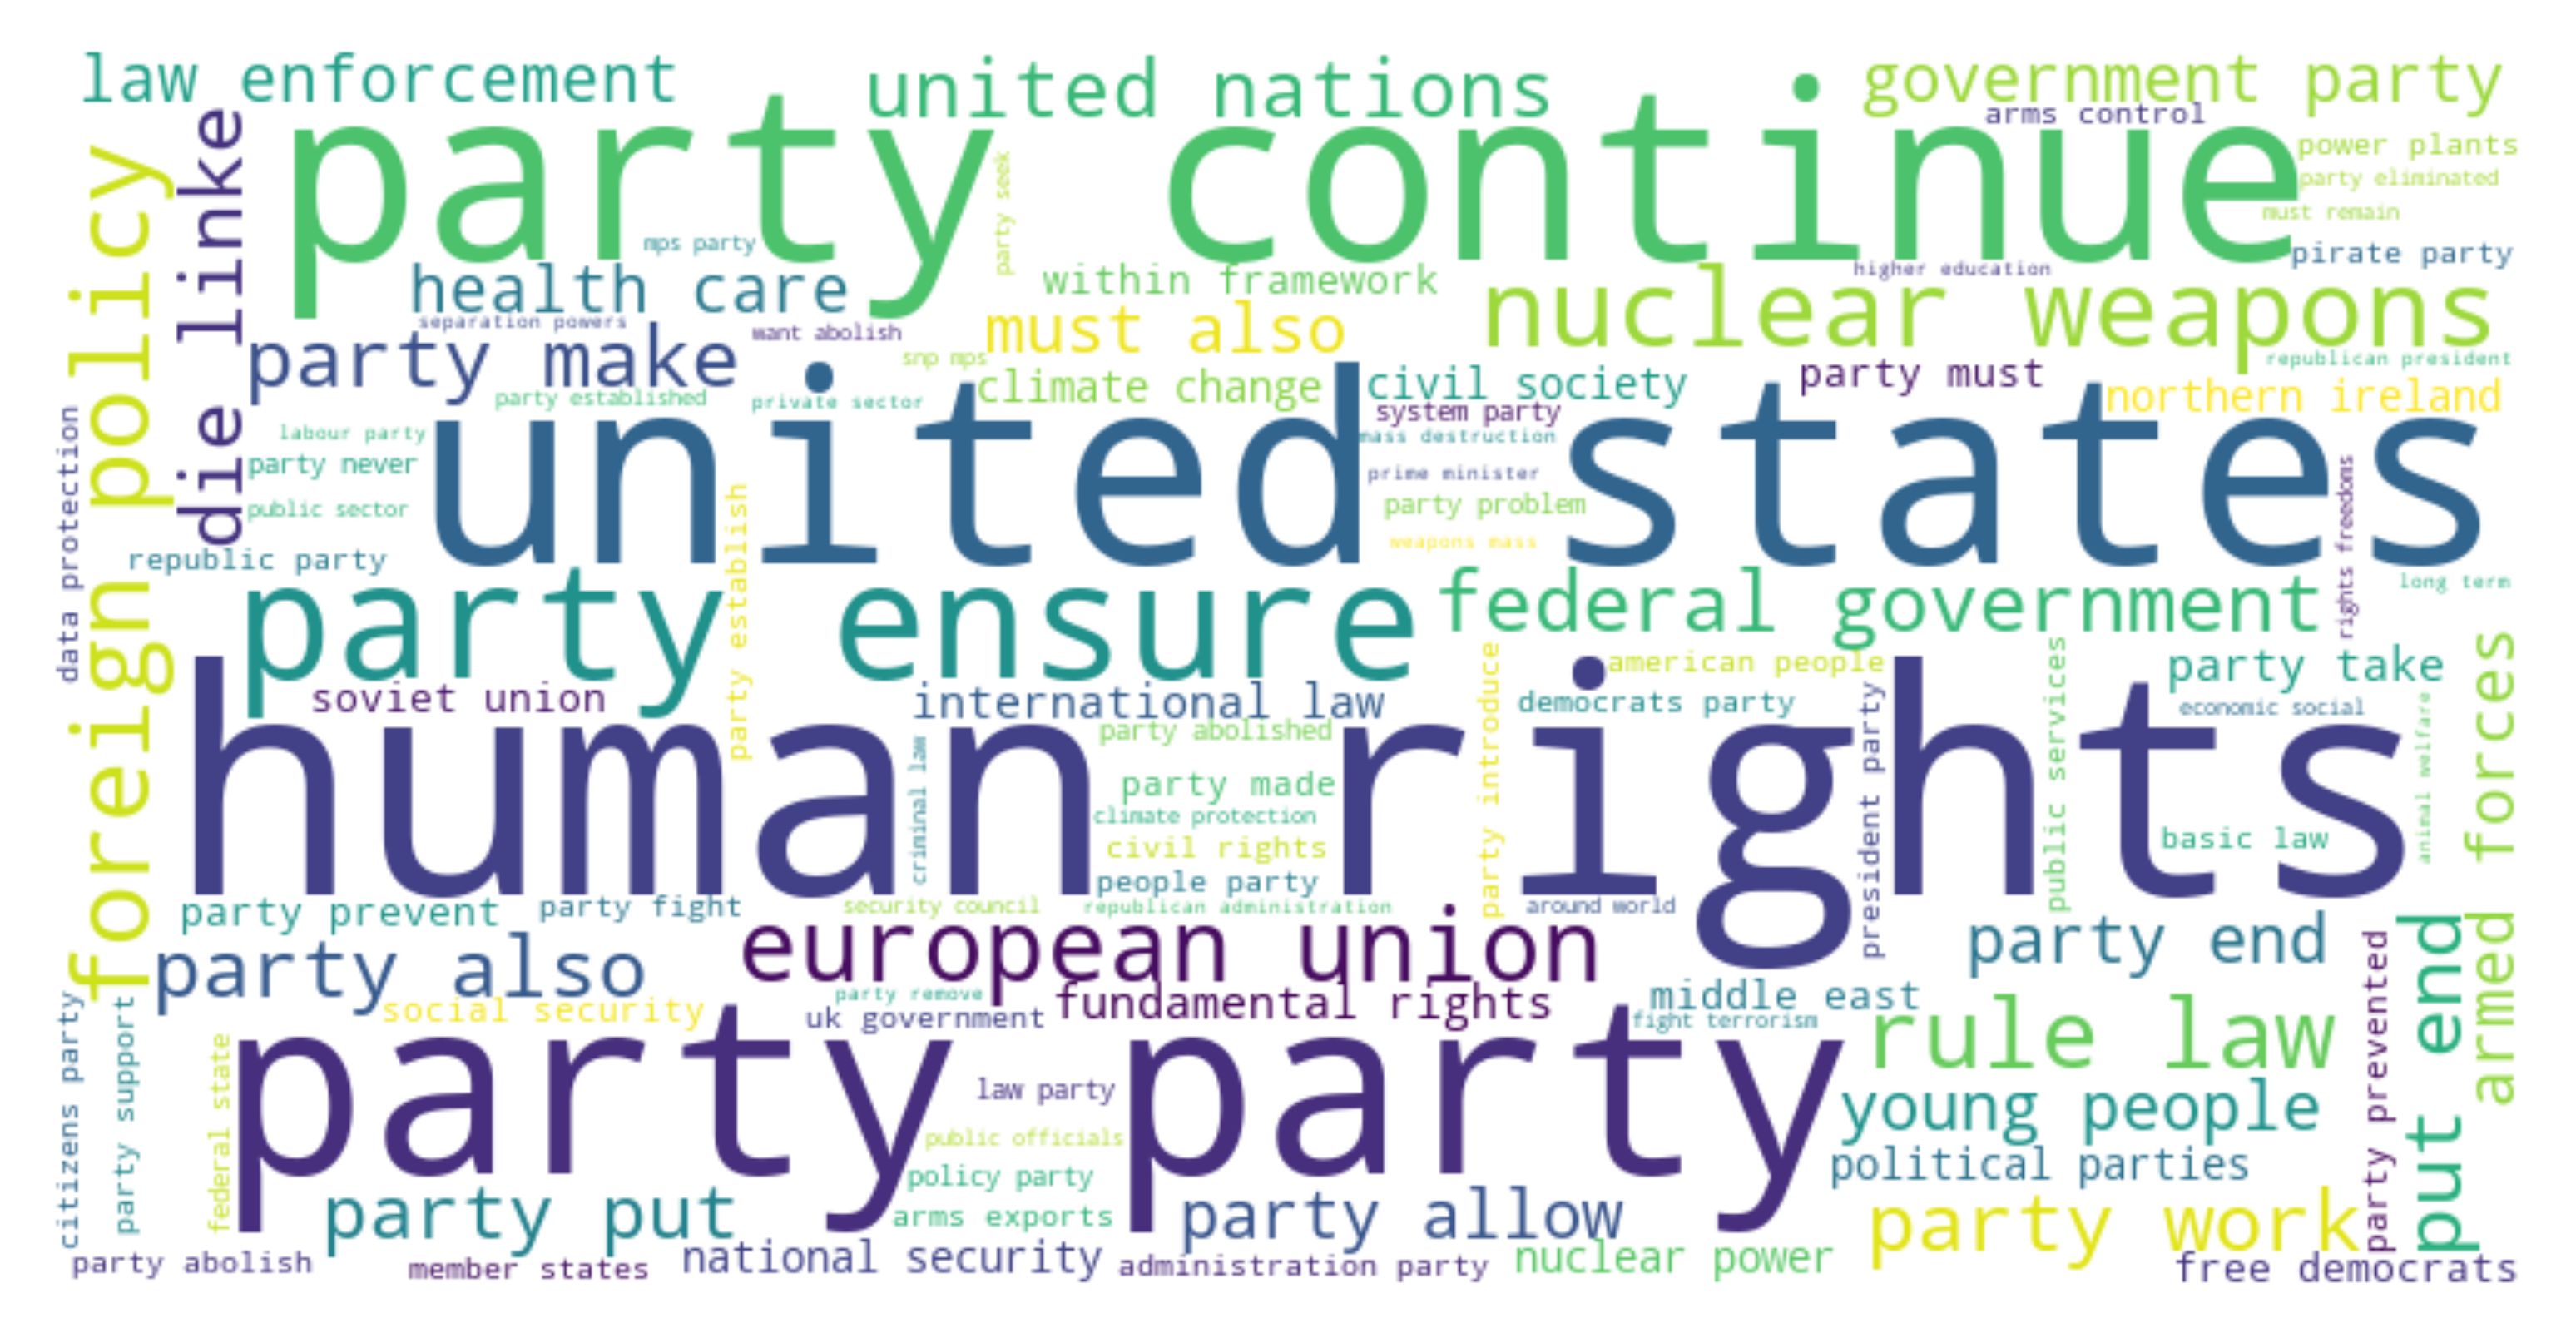 law enforcement
united nations
government party
arms control
party continue
power plants
party eliminated
must remain
pirate party
foreign policy
die linke
party seek
mps party
health care
within framework
higher education
nuclear weapons
separation powers
want abolish
must also
party make
snp mps
climate change
civil society
party must
republican president
northern ireland
party established
private sector
system party
united states
labour party
mass destruction
party never
prime minister
public sector
party problem
weapons mass
data protection
republic party
party establish
rights freedoms
long term
party ensure
federal government
american people
party take
soviet union
international law
democrats party
economic social
human rights
party abolished
party made
climate protection
civil rights
people party
criminal law
party introduce
president party
public services
basic law
animal welfare
armed forces
party prevent
party fight
security council
republican administration
around world
party also
european union
party end
social security
party remove
uk government
fundamental rights
middle east
fight terrorism
rule law
citizens party
party support
federal state
party party
law party
public officials
policy party
arms exports
young people
political parties
party prevented
put end
party put
party allow
party work
party abolish
member states
national security
administration party
nuclear power
free democrats